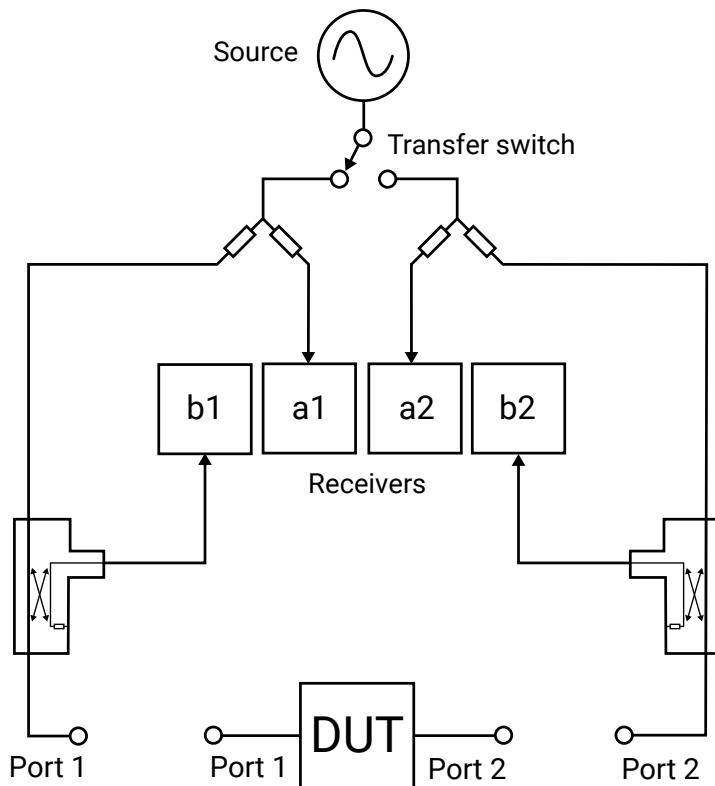 Source
Transfer switch
b1
a1
a2
b2
Receivers
DUT
Port 1
Port 1
Port 2
Port 2